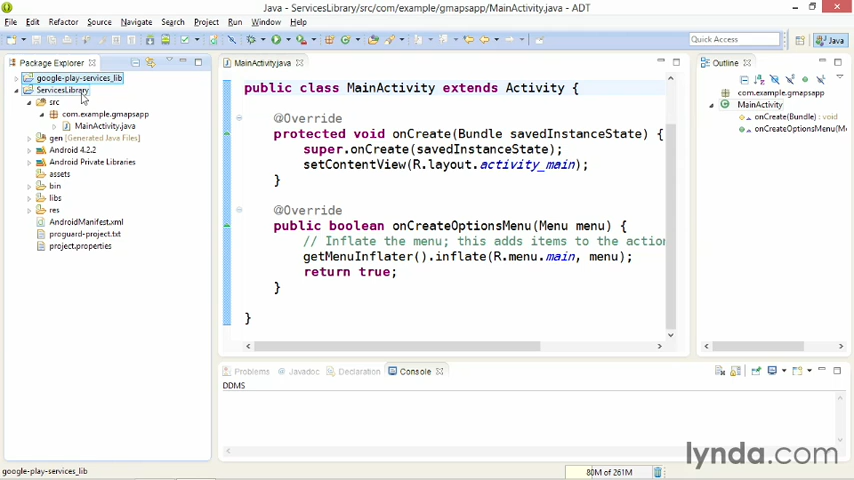 Java - ServicesLibrary/src/com/example/gmapsapp/MainActivity.java - ADT
File Edit Refactor Source Navigate Search Project Run Window Help
Quick Access
Java
Package Explorer
google-play-services_lib
ServicesLibrary
src
com.example.gmapsapp
MainActivity.java
gen [Generated Java Files]
Android 4.2.2
Android Private Libraries
assets
bin
libs
res
AndroidManifest.xml
proguard-project.txt
project.properties
MainActivity.java
public class MainActivity extends Activity {
@Override
protected void onCreate(Bundle savedInstanceState) {
super.onCreate(savedInstanceState);
setContentView(R.layout.activity_main);
}
@Override
public boolean onCreateOptionsMenu(Menu menu) {
// Inflate the menu; this adds items to the action
getMenuInflater().inflate(R.menu.main, menu);
return true;
}
}
Outline
com.example.gmapsapp
MainActivity
onCreate(Bundle) : void
onCreateOptionsMenu(M
Problems Javadoc Declaration Console
DDMS
google-play-services_lib
80M of 261M
lynda.com